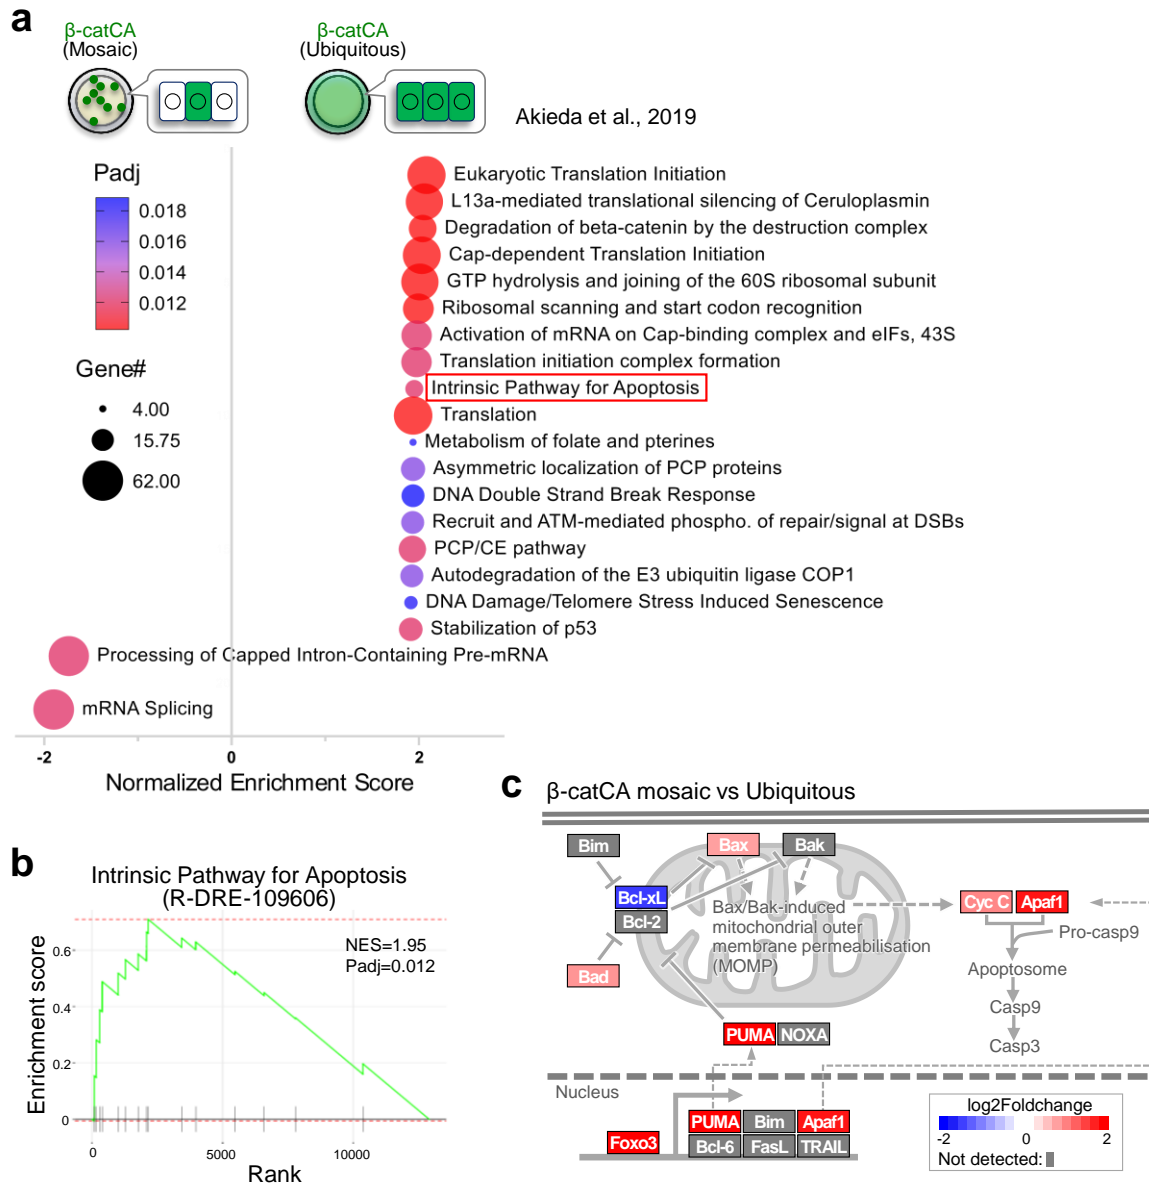 a
β-catCA
(Mosaic)
β-catCA
(Ubiquitous)
Akieda et al., 2019
Padj
0.018
0.016
0.014
0.012
Gene#
4.00
15.75
62.00
Eukaryotic Translation Initiation
L13a-mediated translational silencing of Ceruloplasmin
Degradation of beta-catenin by the destruction complex
Cap-dependent Translation Initiation
GTP hydrolysis and joining of the 60S ribosomal subunit
Ribosomal scanning and start codon recognition
Activation of mRNA on Cap-binding complex and eIFs, 43S
Translation initiation complex formation
Intrinsic Pathway for Apoptosis
Translation
Metabolism of folate and pterines
Asymmetric localization of PCP proteins
DNA Double Strand Break Response
Recruit and ATM-mediated phospho. of repair/signal at DSBs
PCP/CE pathway
Autodegradation of the E3 ubiquitin ligase COP1
DNA Damage/Telomere Stress Induced Senescence
Stabilization of p53
Processing of Capped Intron-Containing Pre-mRNA
mRNA Splicing
-2 0 2
Normalized Enrichment Score
b
Intrinsic Pathway for Apoptosis
(R-DRE-109606)
NES=1.95
Padj=0.012
Enrichment score
0.6
0.4
0.2
0
0 5000 10000
Rank
c
β-catCA mosaic vs Ubiquitous
Bim
Bax
Bak
Bcl-xL
Bcl-2
Bad
Bax/Bak-induced
mitochondrial outer
membrane permeabilisation
(MOMP)
Cyc C Apaf1
Pro-casp9
Apoptosome
Casp9
Casp3
PUMA NOXA
Nucleus
Foxo3
PUMA Bim Apaf1
Bcl-6 FasL TRAIL
log2Foldchange
-2 0 2
Not detected: